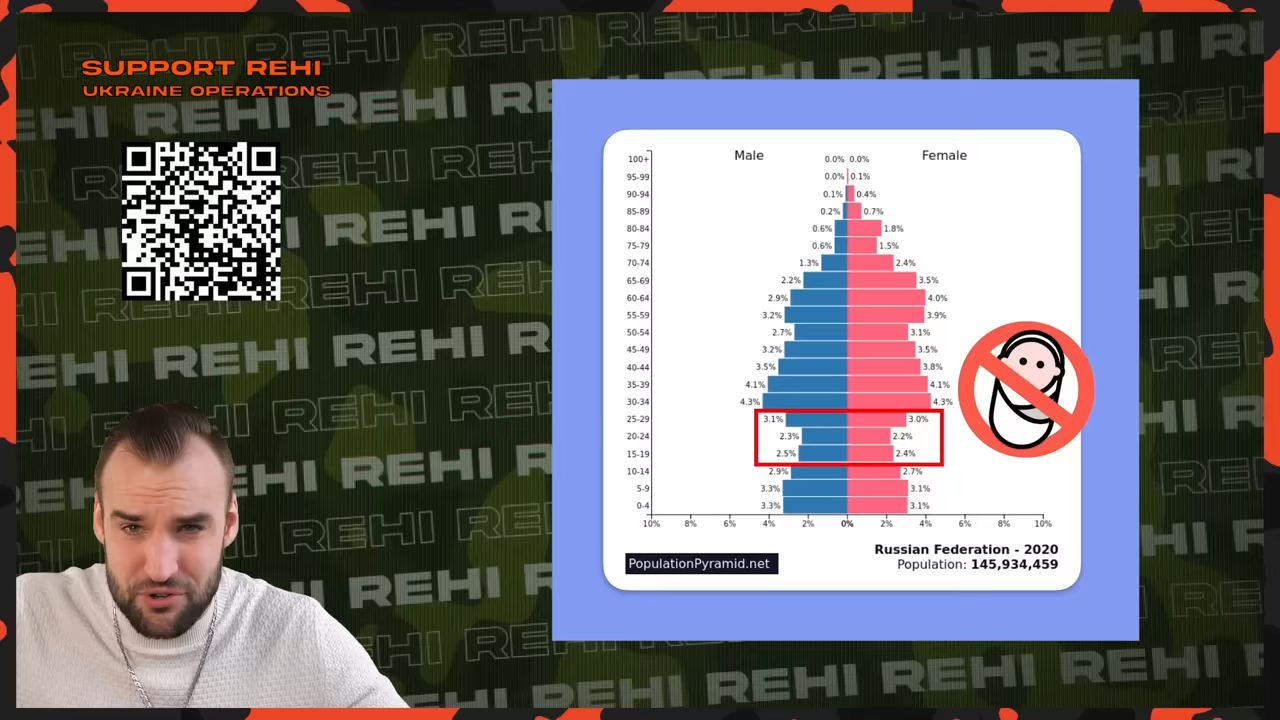 SUPPORT REHI
UKRAINE OPERATIONS
REHI REHI REHI REHI
Male
Female
100+ 0.0% 0.0%
95-99 0.0% 0.1%
90-94 0.1% 0.4%
85-89 0.2% 0.7%
80-84 0.6% 1.8%
75-79 0.6% 1.5%
70-74 1.3% 2.4%
65-69 2.2% 3.5%
60-64 2.9% 4.0%
55-59 3.2% 3.9%
50-54 2.7% 3.1%
45-49 3.2% 3.5%
40-44 3.5% 3.8%
35-39 4.1% 4.1%
30-34 4.3% 4.3%
25-29 3.1% 3.0%
20-24 2.3% 2.2%
15-19 2.5% 2.4%
10-14 2.9% 2.7%
5-9 3.3% 3.1%
0-4 3.3% 3.1%
10% 8% 6% 4% 2% 0% 2% 4% 6% 8% 10%
PopulationPyramid.net
Russian Federation - 2020
Population: 145,934,459